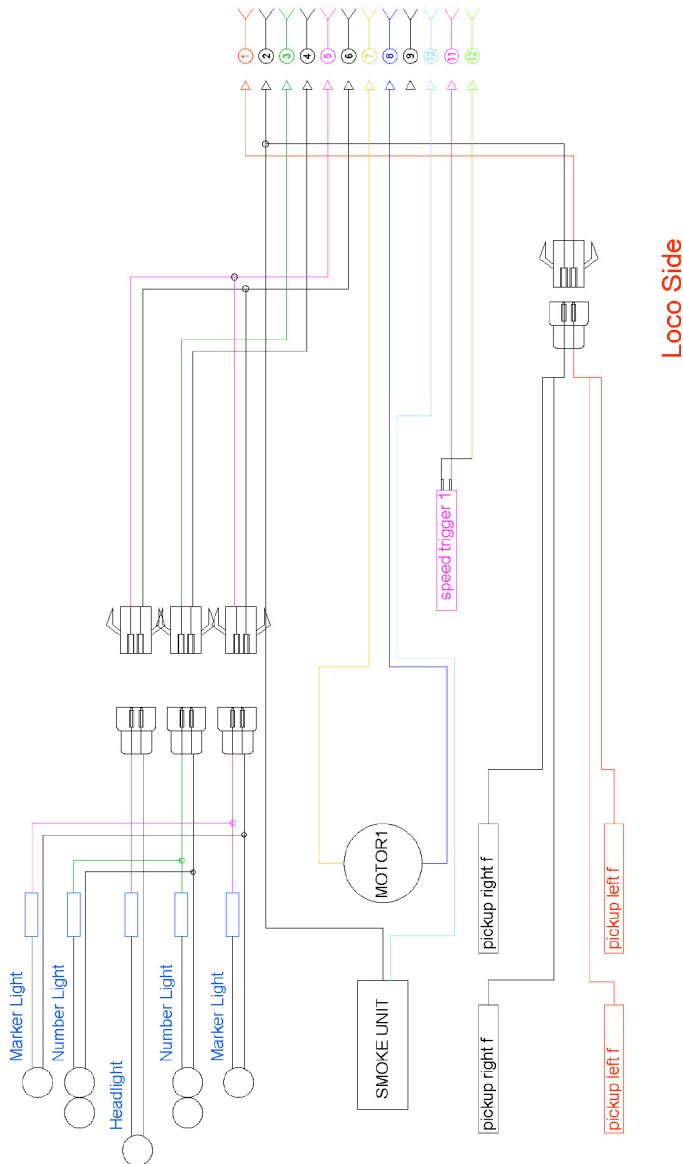 1
2
3
4
5
6
7
8
9
10
11
12
Loco Side
speed trigger 1
Marker Light
Number Light
Headlight
Number Light
Marker Light
MOTOR1
SMOKE UNIT
pickup right f
pickup left f
pickup right f
pickup left f